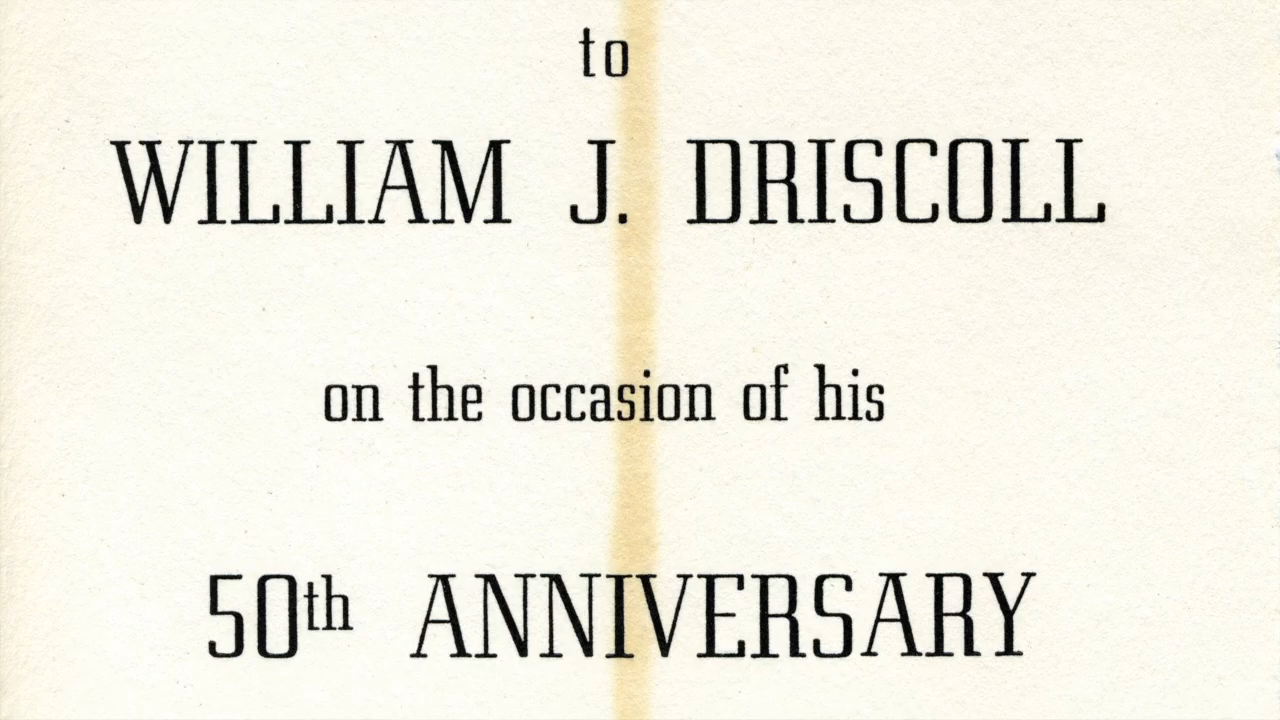 to
WILLIAM J. DRISCOLL
on the occasion of his
50th ANNIVERSARY